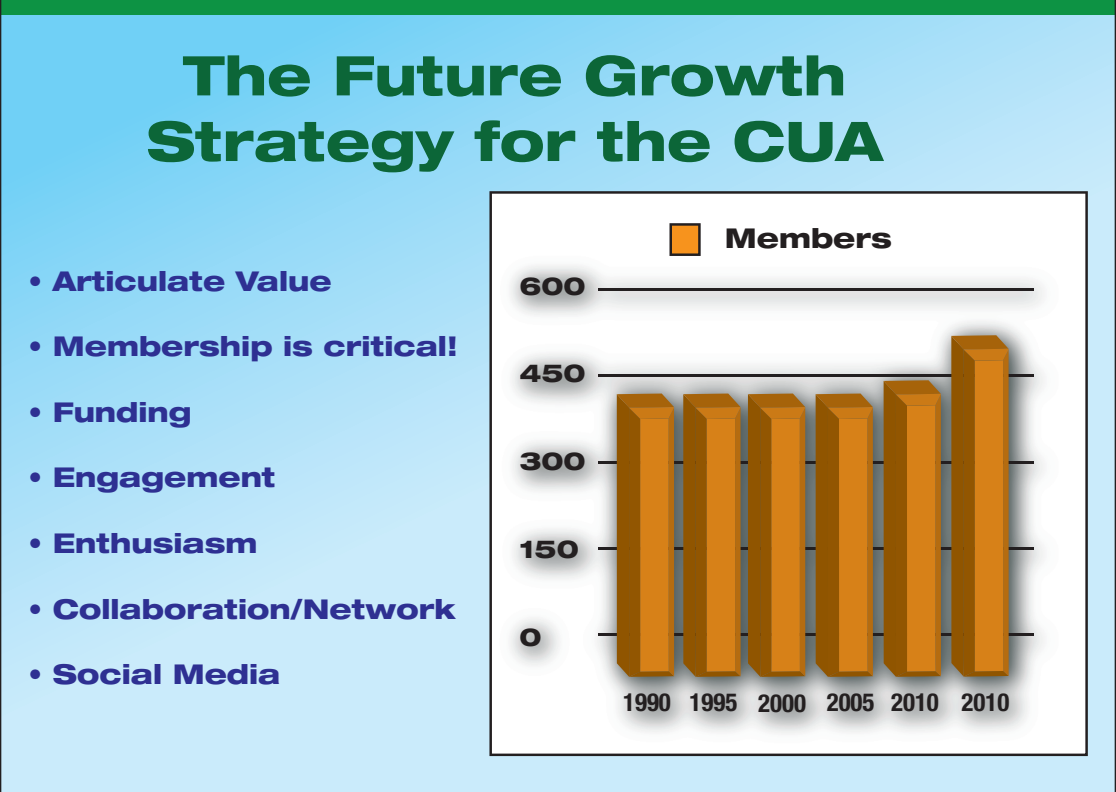 The Future Growth
Strategy for the CUA
• Articulate Value
• Membership is critical!
• Funding
• Engagement
• Enthusiasm
• Collaboration/Network
• Social Media
Members
600
450
300
150
0
1990 1995 2000 2005 2010 2010